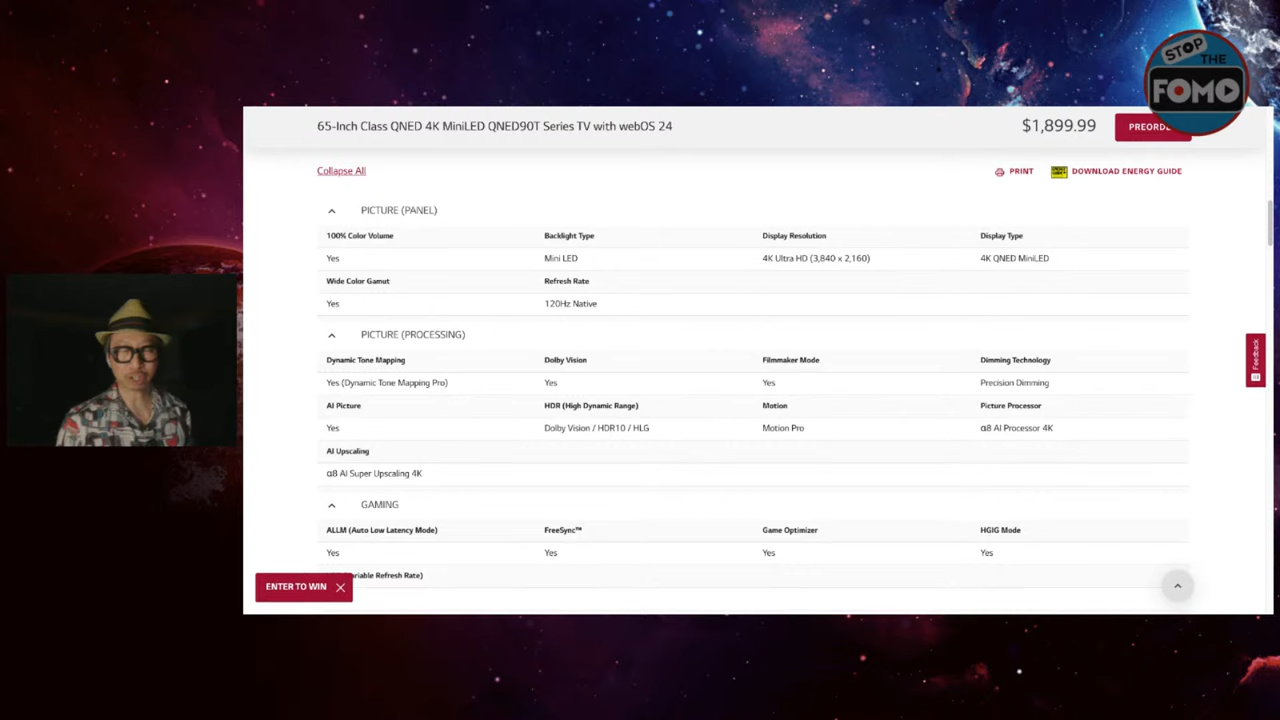 STOP
THE
FOMO
65-Inch Class QNED 4K MiniLED QNED90T Series TV with webOS 24
$1,899.99
PREORDE
Collapse All
PRINT
DOWNLOAD ENERGY GUIDE
PICTURE (PANEL)
100% Color Volume Backlight Type Display Resolution Display Type
Yes Mini LED 4K Ultra HD (3,840 x 2,160) 4K QNED MiniLED
Wide Color Gamut Refresh Rate
Yes 120Hz Native
PICTURE (PROCESSING)
Dynamic Tone Mapping Dolby Vision Filmmaker Mode Dimming Technology
Yes (Dynamic Tone Mapping Pro) Yes Yes Precision Dimming
AI Picture HDR (High Dynamic Range) Motion Picture Processor
Yes Dolby Vision / HDR10 / HLG Motion Pro α8 AI Processor 4K
AI Upscaling
α8 AI Super Upscaling 4K
GAMING
ALLM (Auto Low Latency Mode) FreeSync™ Game Optimizer HGIG Mode
Yes Yes Yes Yes
ariable Refresh Rate)
ENTER TO WIN
Feedback